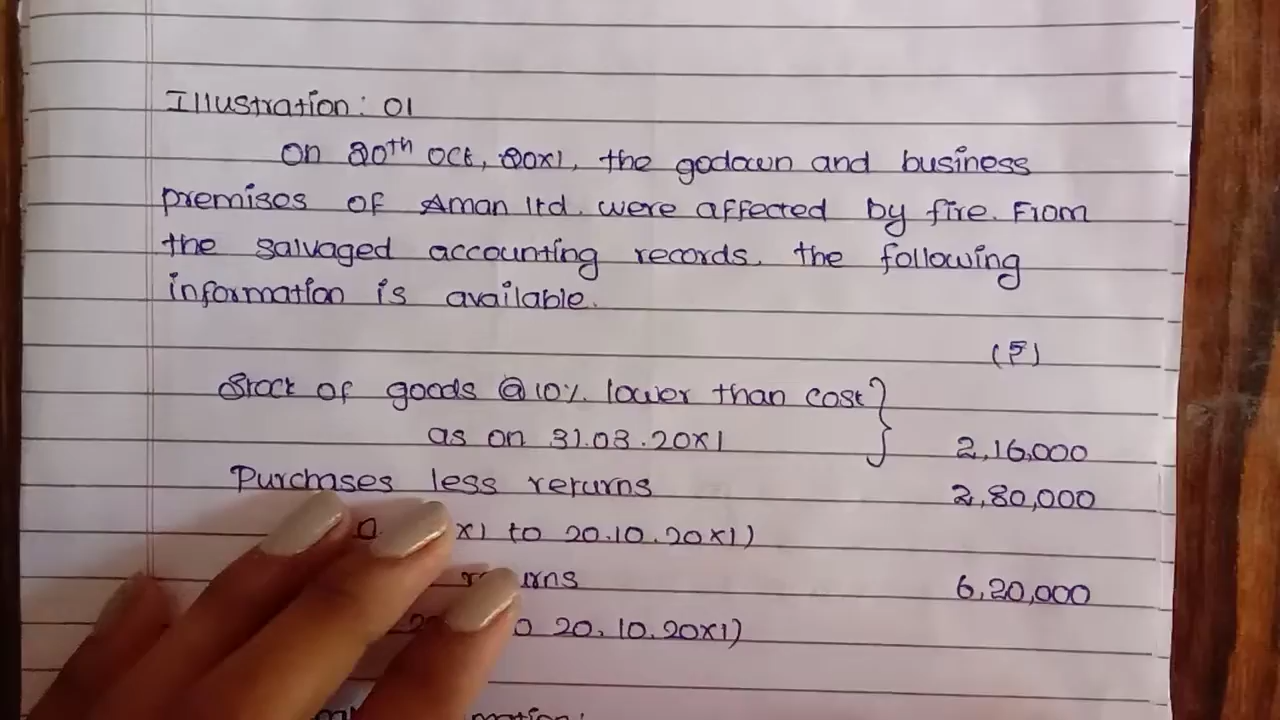 Illustration: 01
On 20th Oct, 20x1, the godown and business
premises of Aman ltd. were affected by fire. From
the salvaged accounting records, the following
information is available.
(₹)
Stock of goods @10% lower than cost
as on 31.03.20x1 2,16,000
Purchases less returns 2,80,000
x1 to 20.10.20x1)
6,20,000
20.10.20x1)